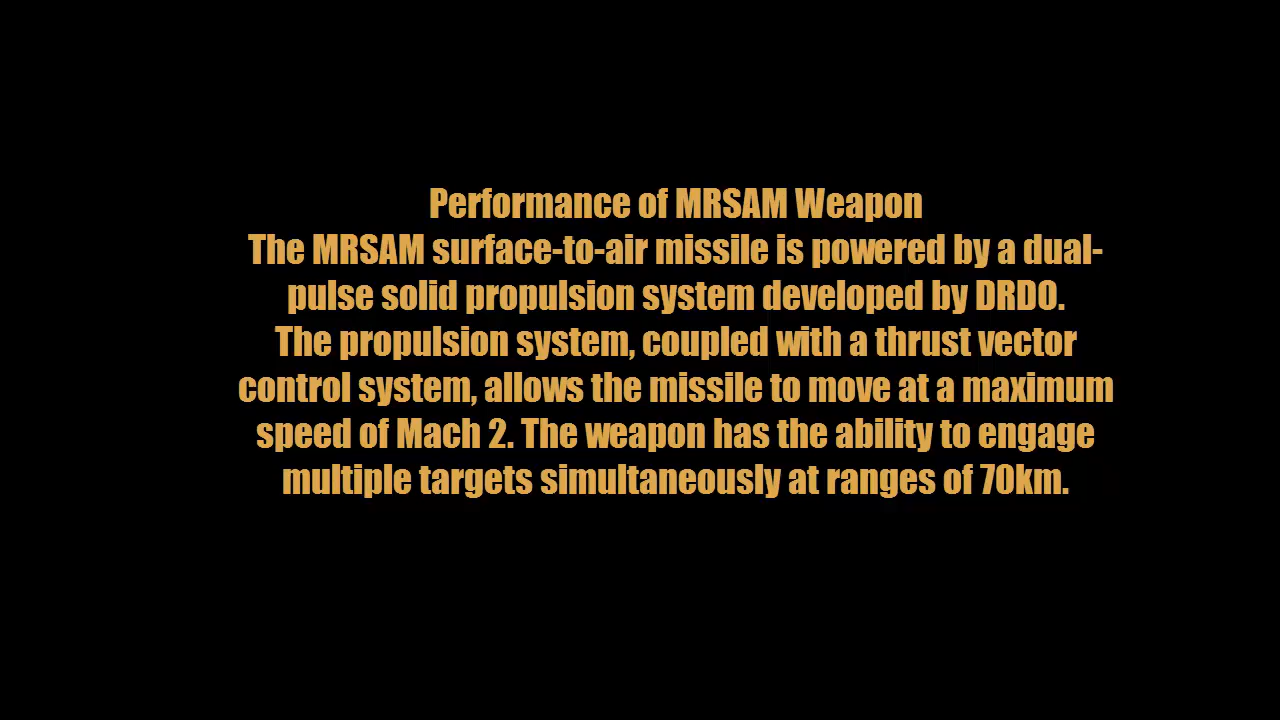 Performance of MRSAM Weapon
The MRSAM surface-to-air missile is powered by a dual-
pulse solid propulsion system developed by DRDO.
The propulsion system, coupled with a thrust vector
control system, allows the missile to move at a maximum
speed of Mach 2. The weapon has the ability to engage
multiple targets simultaneously at ranges of 70km.